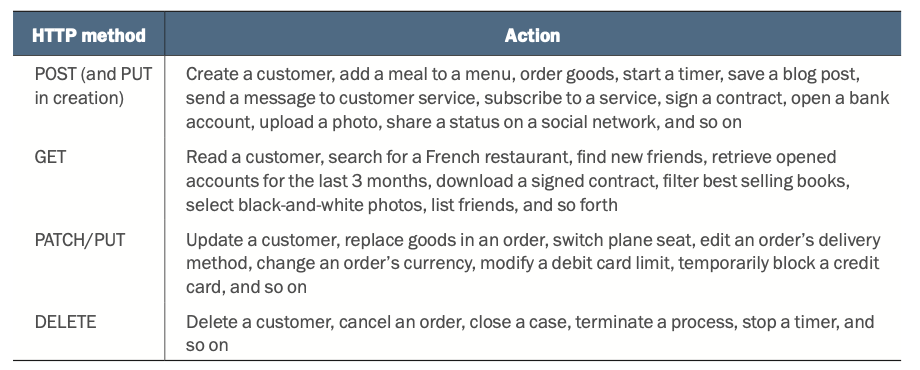 HTTP method Action
POST (and PUT
in creation)
Create a customer, add a meal to a menu, order goods, start a timer, save a blog post,
send a message to customer service, subscribe to a service, sign a contract, open a bank
account, upload a photo, share a status on a social network, and so on
GET
Read a customer, search for a French restaurant, find new friends, retrieve opened
accounts for the last 3 months, download a signed contract, filter best selling books,
select black-and-white photos, list friends, and so forth
PATCH/PUT
Update a customer, replace goods in an order, switch plane seat, edit an order’s delivery
method, change an order’s currency, modify a debit card limit, temporarily block a credit
card, and so on
DELETE
Delete a customer, cancel an order, close a case, terminate a process, stop a timer, and
so on